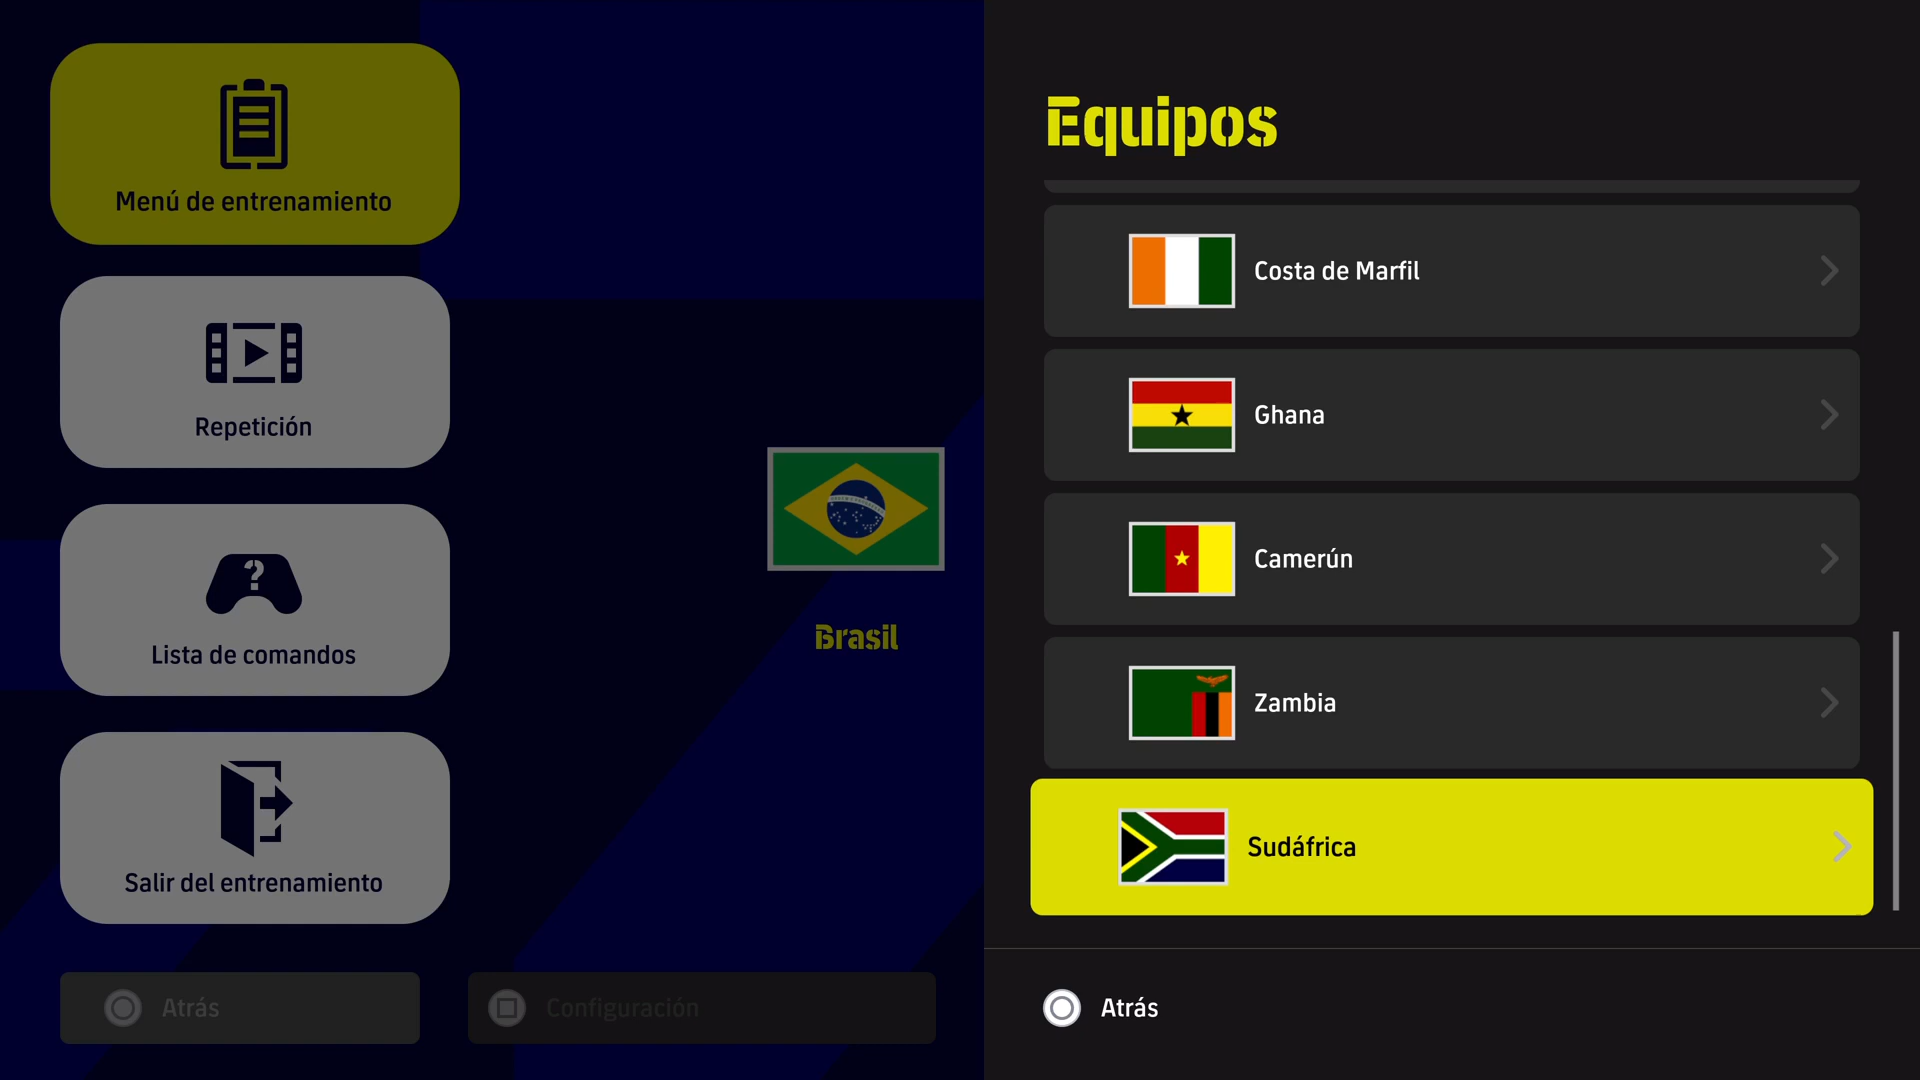 Menú de entrenamiento
Repetición
?
Lista de comandos
Salir del entrenamiento
Atrás
Configuración
Brasil
Equipos
Costa de Marfil
Ghana
Camerún
Zambia
Sudáfrica
Atrás